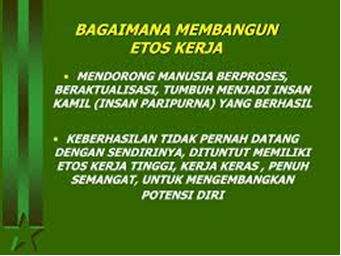 BAGAIMANA MEMBANGUN
ETOS KERJA
• MENDORONG MANUSIA BERPROSES,
BERAKTUALISASI, TUMBUH MENJADI INSAN
KAMIL (INSAN PARIPURNA) YANG BERHASIL
• KEBERHASILAN TIDAK PERNAH DATANG
DENGAN SENDIRINYA, DITUNTUT MEMILIKI
ETOS KERJA TINGGI, KERJA KERAS , PENUH
SEMANGAT, UNTUK MENGEMBANGKAN
POTENSI DIRI